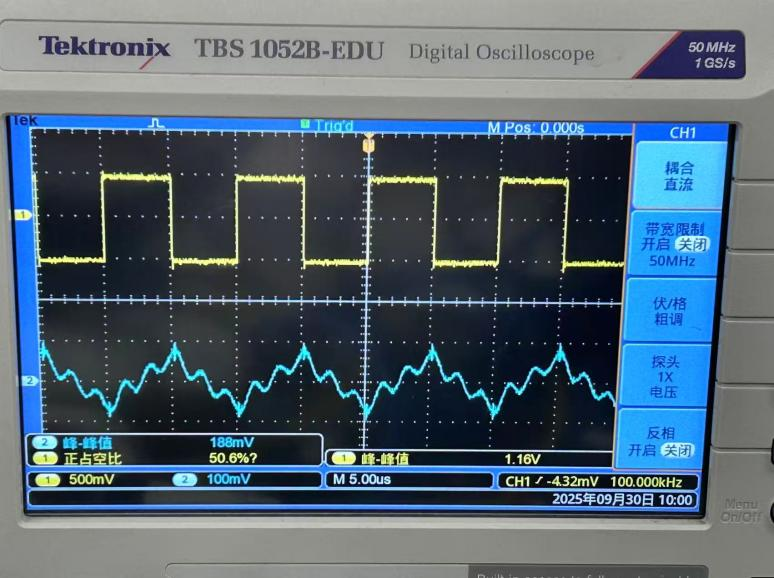 Tektronix TBS 1052B-EDU Digital Oscilloscope
50 MHz
1 GS/s
Tek Trig'd M Pos: 0.000s CH1
耦合
直流
带宽限制
开启 关闭
50MHz
伏/格
粗调
探头
1X
电压
反相
开启 关闭
1
2
2 峰-峰值 188mV
1 正占空比 50.6%?
1 峰-峰值 1.16V
1 500mV 2 100mV M 5.00us CH1 -4.32mV 100.000kHz
2025年09月30日 10:00
Menu
On/Off